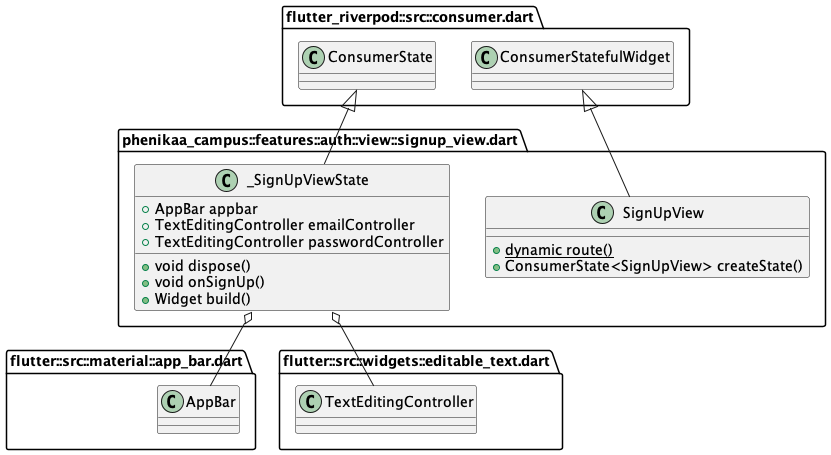 flutter_riverpod::src::consumer.dart
C ConsumerState
C ConsumerStatefulWidget
phenikaa_campus::features::auth::view::signup_view.dart
C _SignUpViewState
AppBar appbar
TextEditingController emailController
TextEditingController passwordController
void dispose()
void onSignUp()
Widget build()
C SignUpView
dynamic route()
ConsumerState<SignUpView> createState()
flutter::src::material::app_bar.dart
C AppBar
flutter::src::widgets::editable_text.dart
C TextEditingController